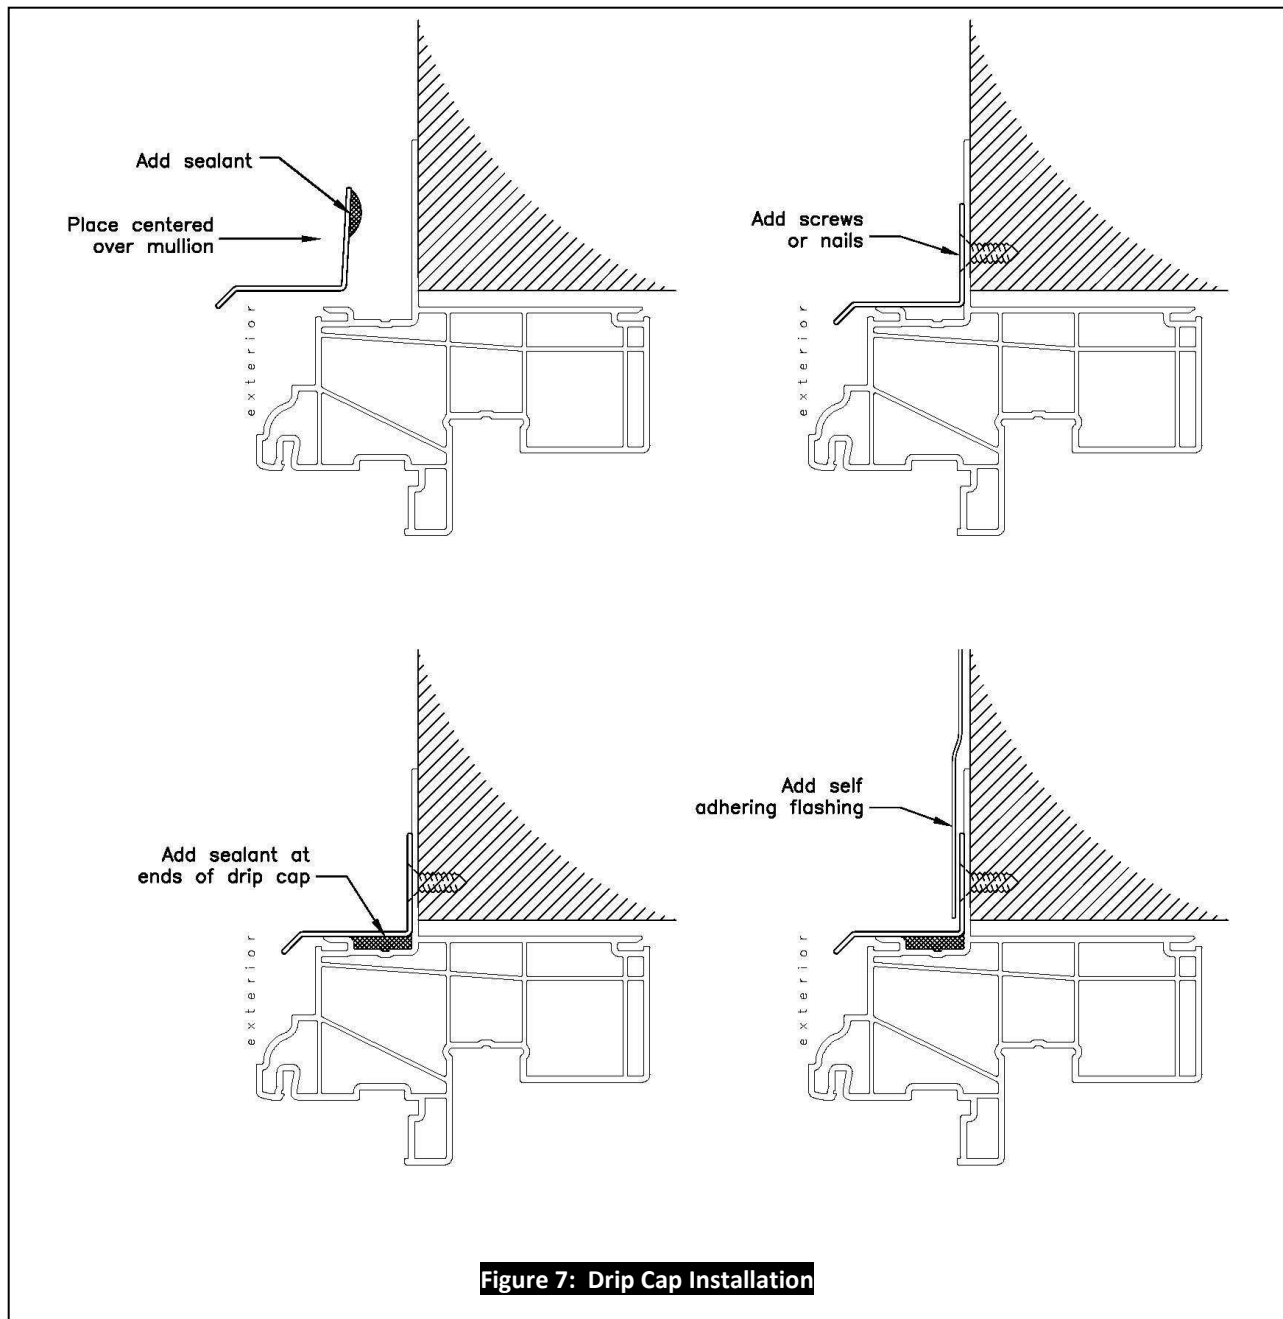 Add sealant
Place centered
over mullion
exterior
Add screws
or nails
exterior
Add sealant at
ends of drip cap
exterior
Add self
adhering flashing
exterior
Figure 7: Drip Cap Installation